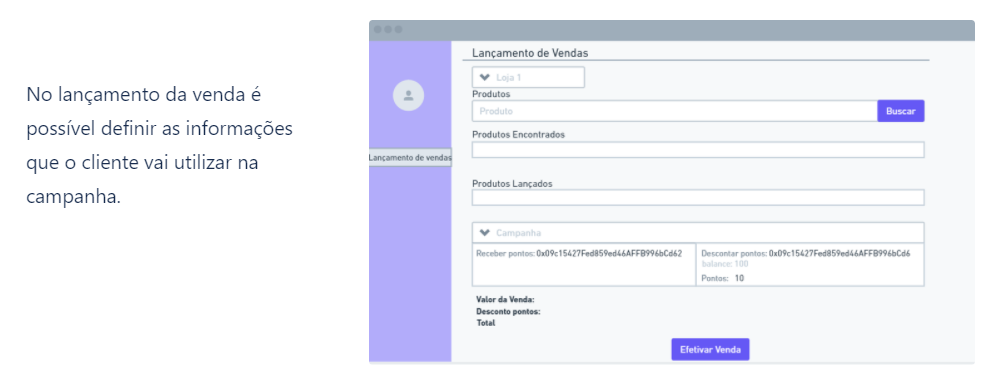 No lançamento da venda é
possível definir as informações
que o cliente vai utilizar na
campanha.
Lançamento de vendas
Lançamento de Vendas
Loja 1
Produtos
Produto
Buscar
Produtos Encontrados
Produtos Lançados
Campanha
Receber pontos: 0x09c15427Fed859ed46AFFB996bCd62
Descontar pontos: 0x09c15427Fed859ed46AFFB996bCd6
balance: 100
Pontos: 10
Valor da Venda:
Desconto pontos:
Total
Efetivar Venda